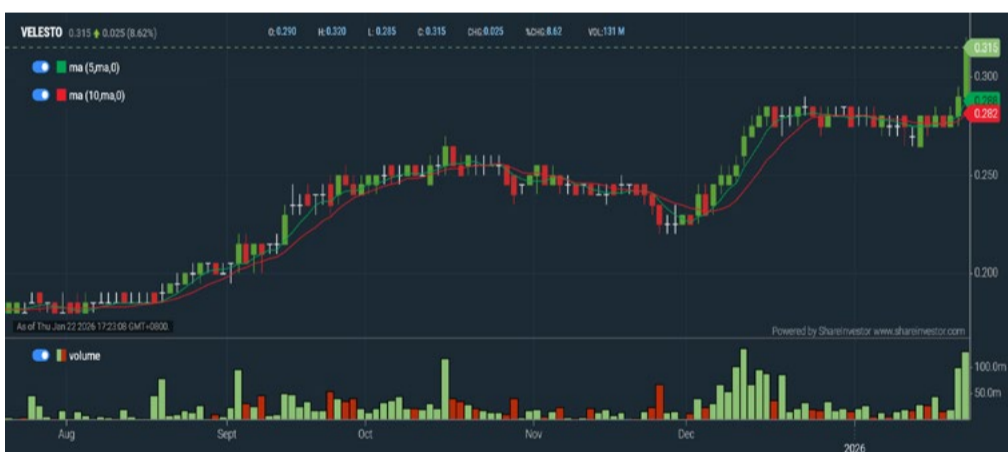 VELESTO 0.315 0.025 (8.62%) O:0.290 H:0.320 L:0.285 C:0.315 CHG:0.025 %CHG:8.62 VOL:131 M
0.315
ma (5,ma,0)
0.300
ma (10,ma,0)
0.282
0.250
0.200
As of Thu Jan 22 2026 17:23:08 GMT+0800.
Powered by Shareinvestor www.shareinvestor.com
volume
100.0m
50.0m
Aug Sept Oct Nov Dec 2026